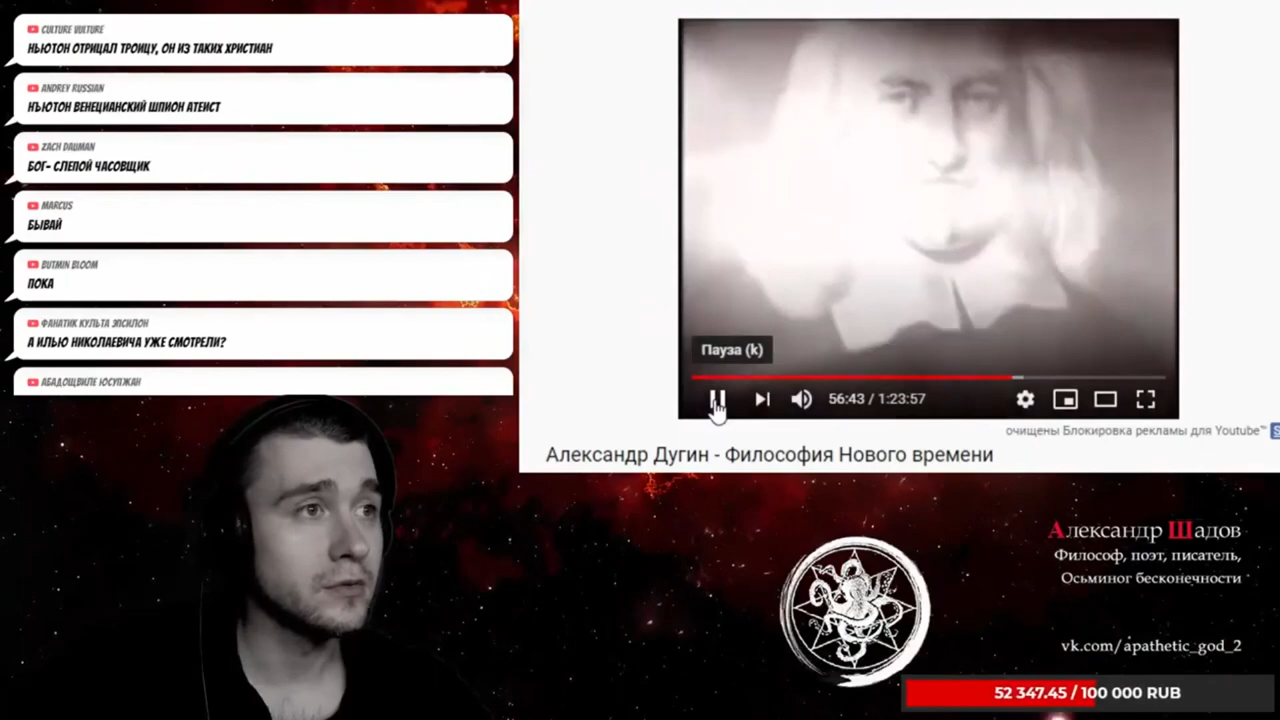 CULTURE VULTURE
НЬЮТОН ОТРИЦАЛ ТРОИЦУ, ОН ИЗ ТАКИХ ХРИСТИАН
ANDREY RUSSIAN
НЪЮТОН ВЕНЕЦИАНСКИЙ ШПИОН АТЕИСТ
ZACH DAUMAN
БОГ- СЛЕПОЙ ЧАСОВЩИК
MARCUS
БЫВАЙ
BUTMIN BLOOM
ПОКА
ФАНАТИК КУЛЬТА ЭПСИЛОН
А ИЛЬЮ НИКОЛАЕВИЧА УЖЕ СМОТРЕЛИ?
АБАДОЩВИЛЕ ЮСУПЖАН
Пауза (k)
56:43 / 1:23:57
очищены Блокировка рекламы для Youtube™
Александр Дугин - Философия Нового времени
Александр Шадов
Философ, поэт, писатель,
Осьминог бесконечности
vk.com/apathetic_god_2
52 347.45 / 100 000 RUB